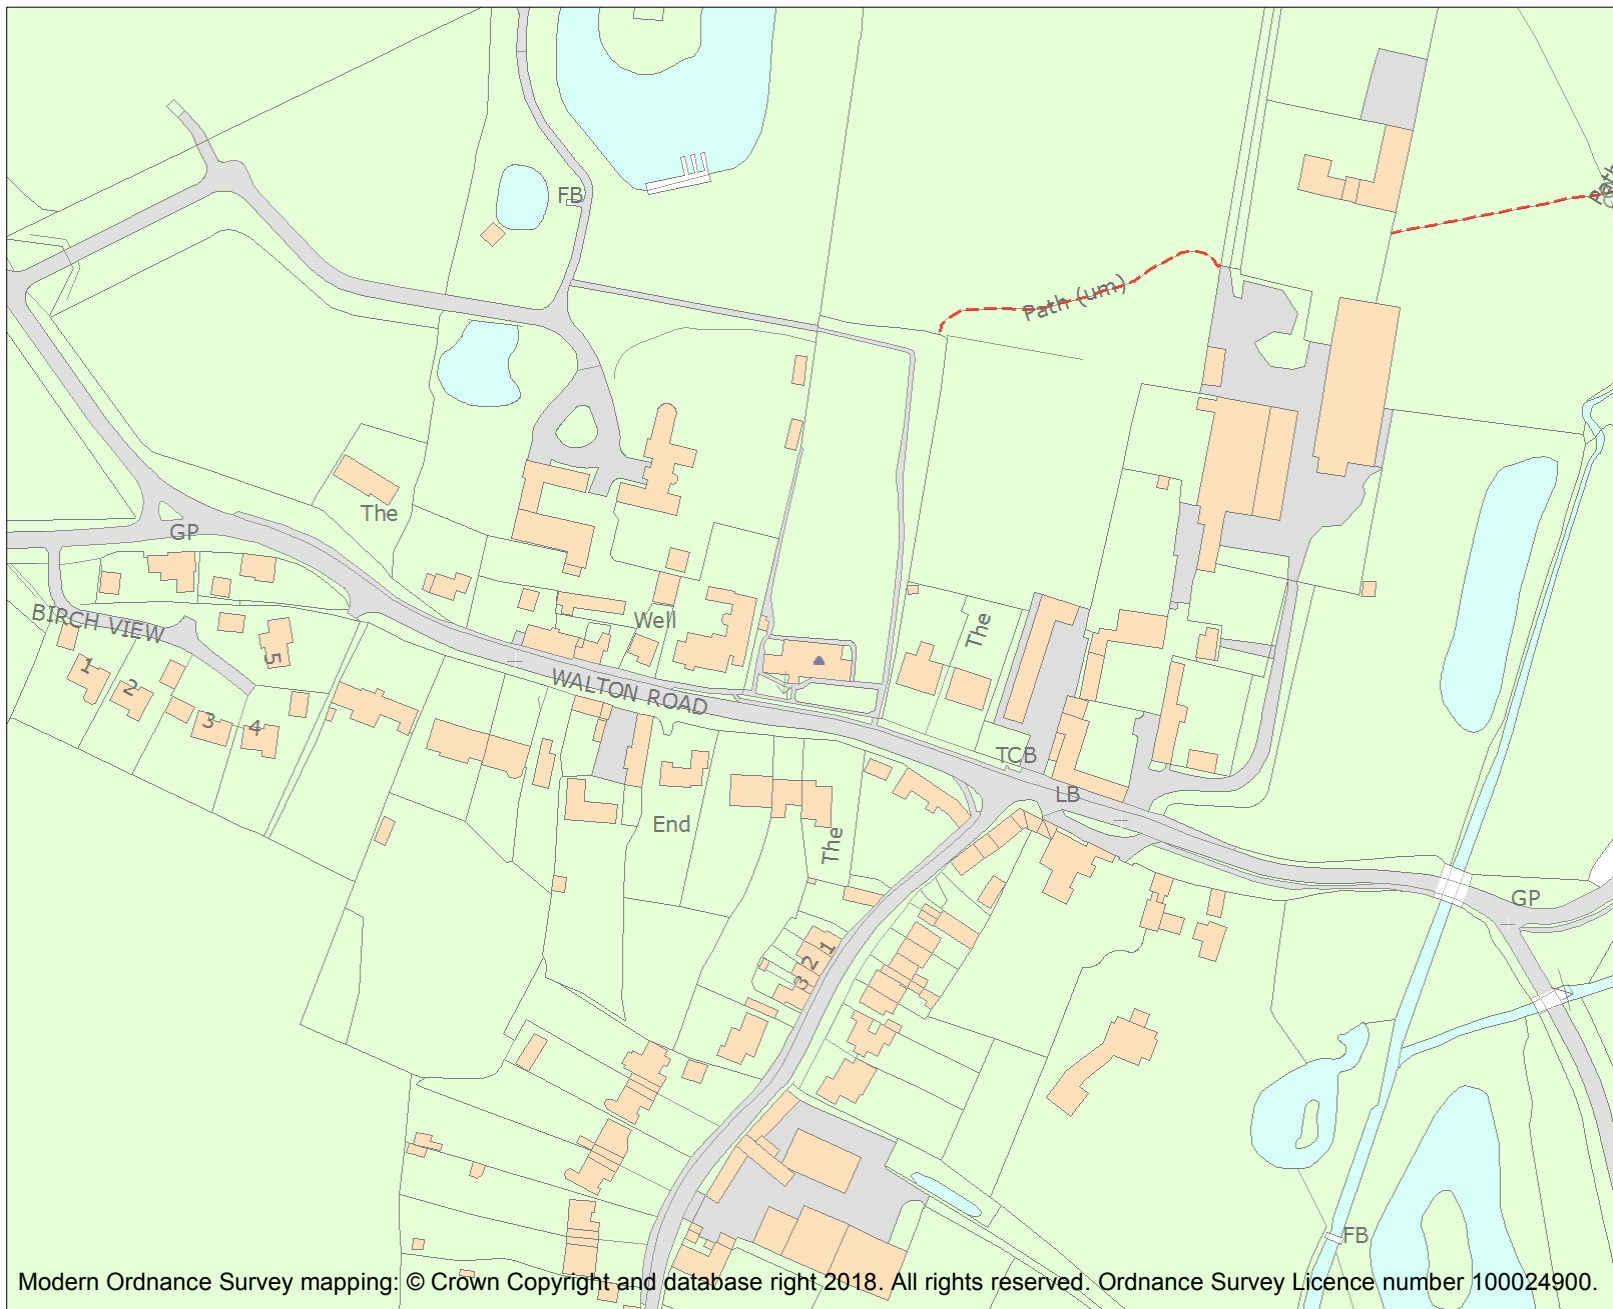 FB
Path
Path (um)
The
GP
BIRCH VIEW
Well
The
5
1
2
3
4
WALTON ROAD
TCB
LB
End
The
GP
1
2
3
FB
Modern Ordnance Survey mapping: © Crown Copyright and database right 2018. All rights reserved. Ordnance Survey Licence number 100024900.